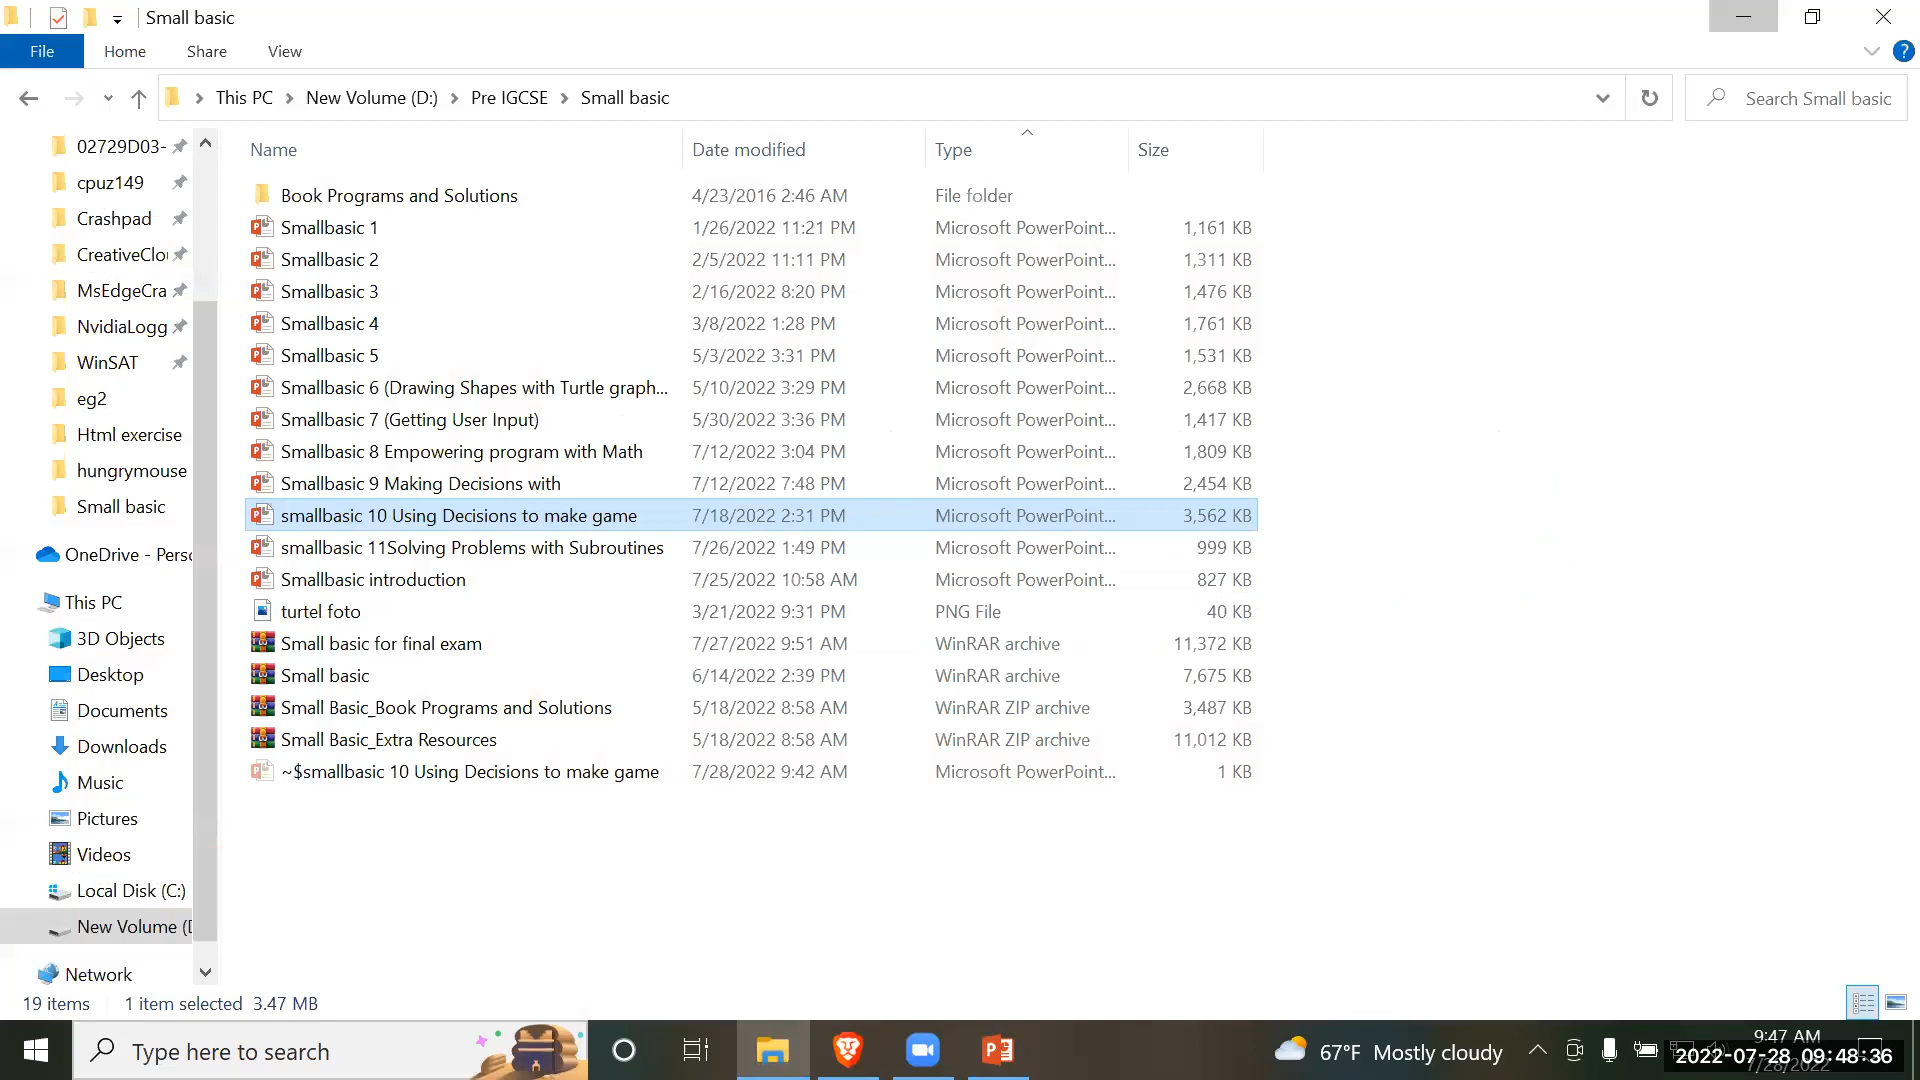 Small basic
File Home Share View
This PC New Volume (D:) Pre IGCSE Small basic Search Small basic
Name Date modified Type Size
Book Programs and Solutions 4/23/2016 2:46 AM File folder
Smallbasic 1 1/26/2022 11:21 PM Microsoft PowerPoint... 1,161 KB
Smallbasic 2 2/5/2022 11:11 PM Microsoft PowerPoint... 1,311 KB
Smallbasic 3 2/16/2022 8:20 PM Microsoft PowerPoint... 1,476 KB
Smallbasic 4 3/8/2022 1:28 PM Microsoft PowerPoint... 1,761 KB
Smallbasic 5 5/3/2022 3:31 PM Microsoft PowerPoint... 1,531 KB
Smallbasic 6 (Drawing Shapes with Turtle graph... 5/10/2022 3:29 PM Microsoft PowerPoint... 2,668 KB
Smallbasic 7 (Getting User Input) 5/30/2022 3:36 PM Microsoft PowerPoint... 1,417 KB
Smallbasic 8 Empowering program with Math 7/12/2022 3:04 PM Microsoft PowerPoint... 1,809 KB
Smallbasic 9 Making Decisions with 7/12/2022 7:48 PM Microsoft PowerPoint... 2,454 KB
smallbasic 10 Using Decisions to make game 7/18/2022 2:31 PM Microsoft PowerPoint... 3,562 KB
smallbasic 11Solving Problems with Subroutines 7/26/2022 1:49 PM Microsoft PowerPoint... 999 KB
Smallbasic introduction 7/25/2022 10:58 AM Microsoft PowerPoint... 827 KB
turtel foto 3/21/2022 9:31 PM PNG File 40 KB
Small basic for final exam 7/27/2022 9:51 AM WinRAR archive 11,372 KB
Small basic 6/14/2022 2:39 PM WinRAR archive 7,675 KB
Small Basic_Book Programs and Solutions 5/18/2022 8:58 AM WinRAR ZIP archive 3,487 KB
Small Basic_Extra Resources 5/18/2022 8:58 AM WinRAR ZIP archive 11,012 KB
~$smallbasic 10 Using Decisions to make game 7/28/2022 9:42 AM Microsoft PowerPoint... 1 KB
02729D03-
cpuz149
Crashpad
CreativeClou
MsEdgeCra
NvidiaLogg
WinSAT
eg2
Html exercise
hungrymouse
Small basic
OneDrive - Perso
This PC
3D Objects
Desktop
Documents
Downloads
Music
Pictures
Videos
Local Disk (C:)
New Volume (D
Network
19 items 1 item selected 3.47 MB
Type here to search
67°F Mostly cloudy
9:47 AM
7/28/2022
2022-07-28 09:48:36